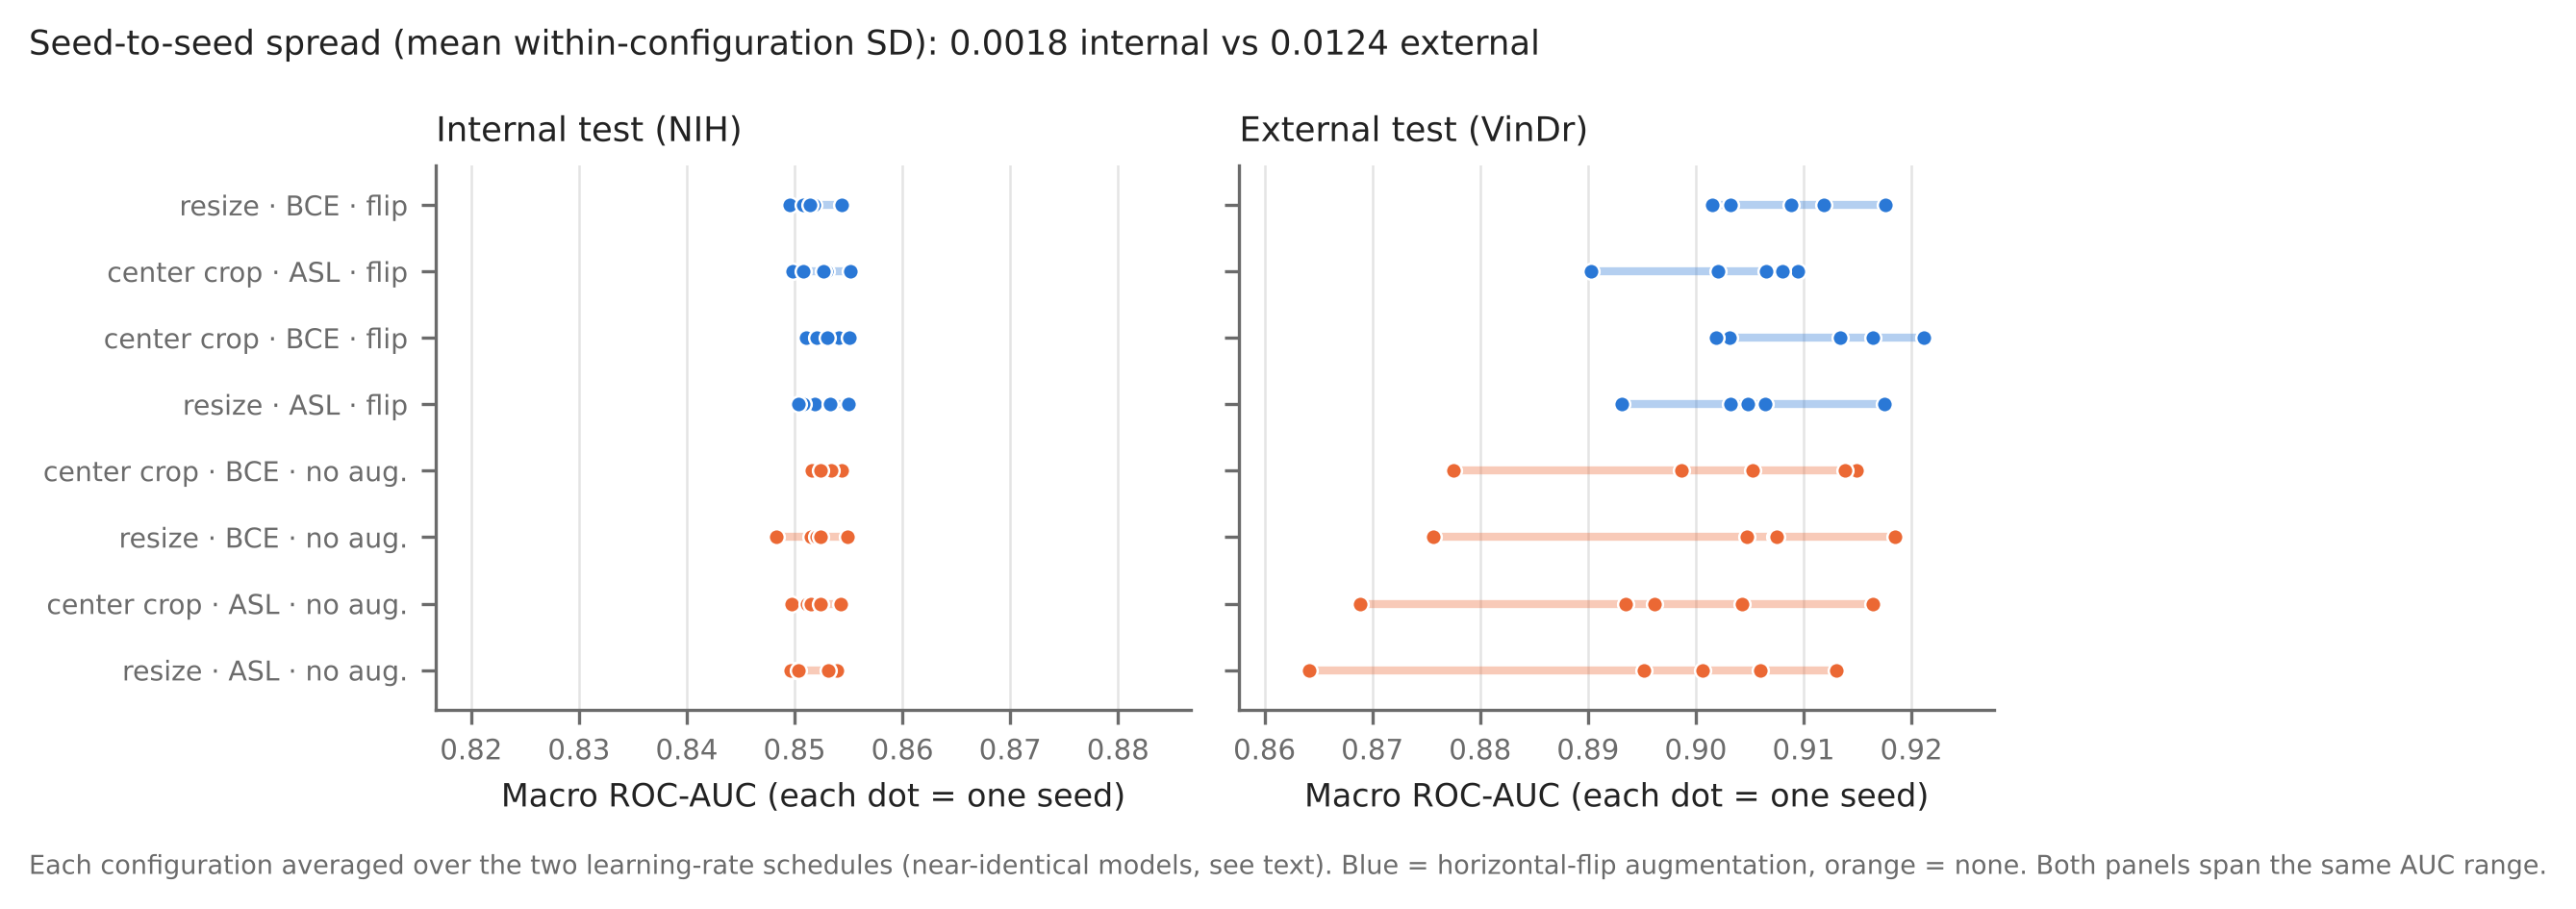 Seed-to-seed spread (mean within-configuration SD): 0.0018 internal vs 0.0124 external
Internal test (NIH)
External test (VinDr)
resize · BCE · flip
center crop · ASL · flip
center crop · BCE · flip
resize · ASL · flip
center crop · BCE · no aug.
resize · BCE · no aug.
center crop · ASL · no aug.
resize · ASL · no aug.
0.82 0.83 0.84 0.85 0.86 0.87 0.88
0.86 0.87 0.88 0.89 0.90 0.91 0.92
Macro ROC-AUC (each dot = one seed)
Macro ROC-AUC (each dot = one seed)
Each configuration averaged over the two learning-rate schedules (near-identical models, see text). Blue = horizontal-flip augmentation, orange = none. Both panels span the same AUC range.